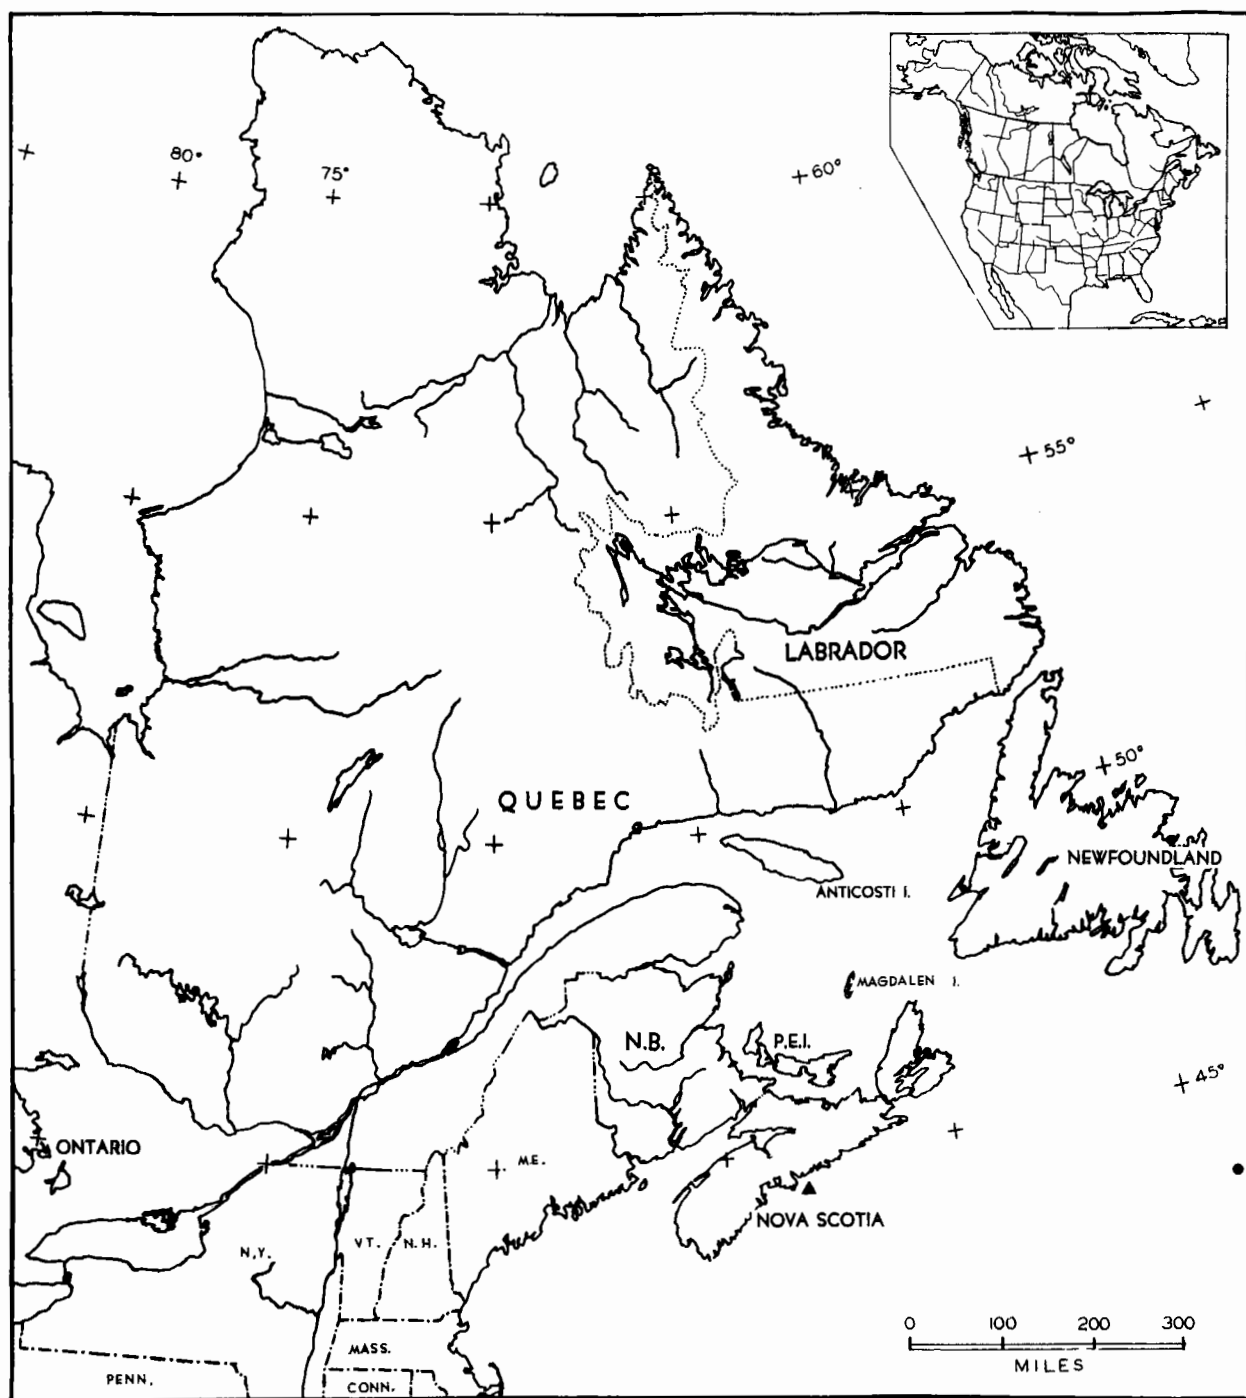 80°
75°
60°
55°
LABRADOR
50°
QUEBEC
NEWFOUNDLAND
ANTICOSTI I.
MAGDALEN I.
N.B.
P.E.I.
45°
ONTARIO
M.E.
NOVA SCOTIA
N.Y.
VT.
N.H.
0 100 200 300
MILES
MASS.
PENN.
CONN.